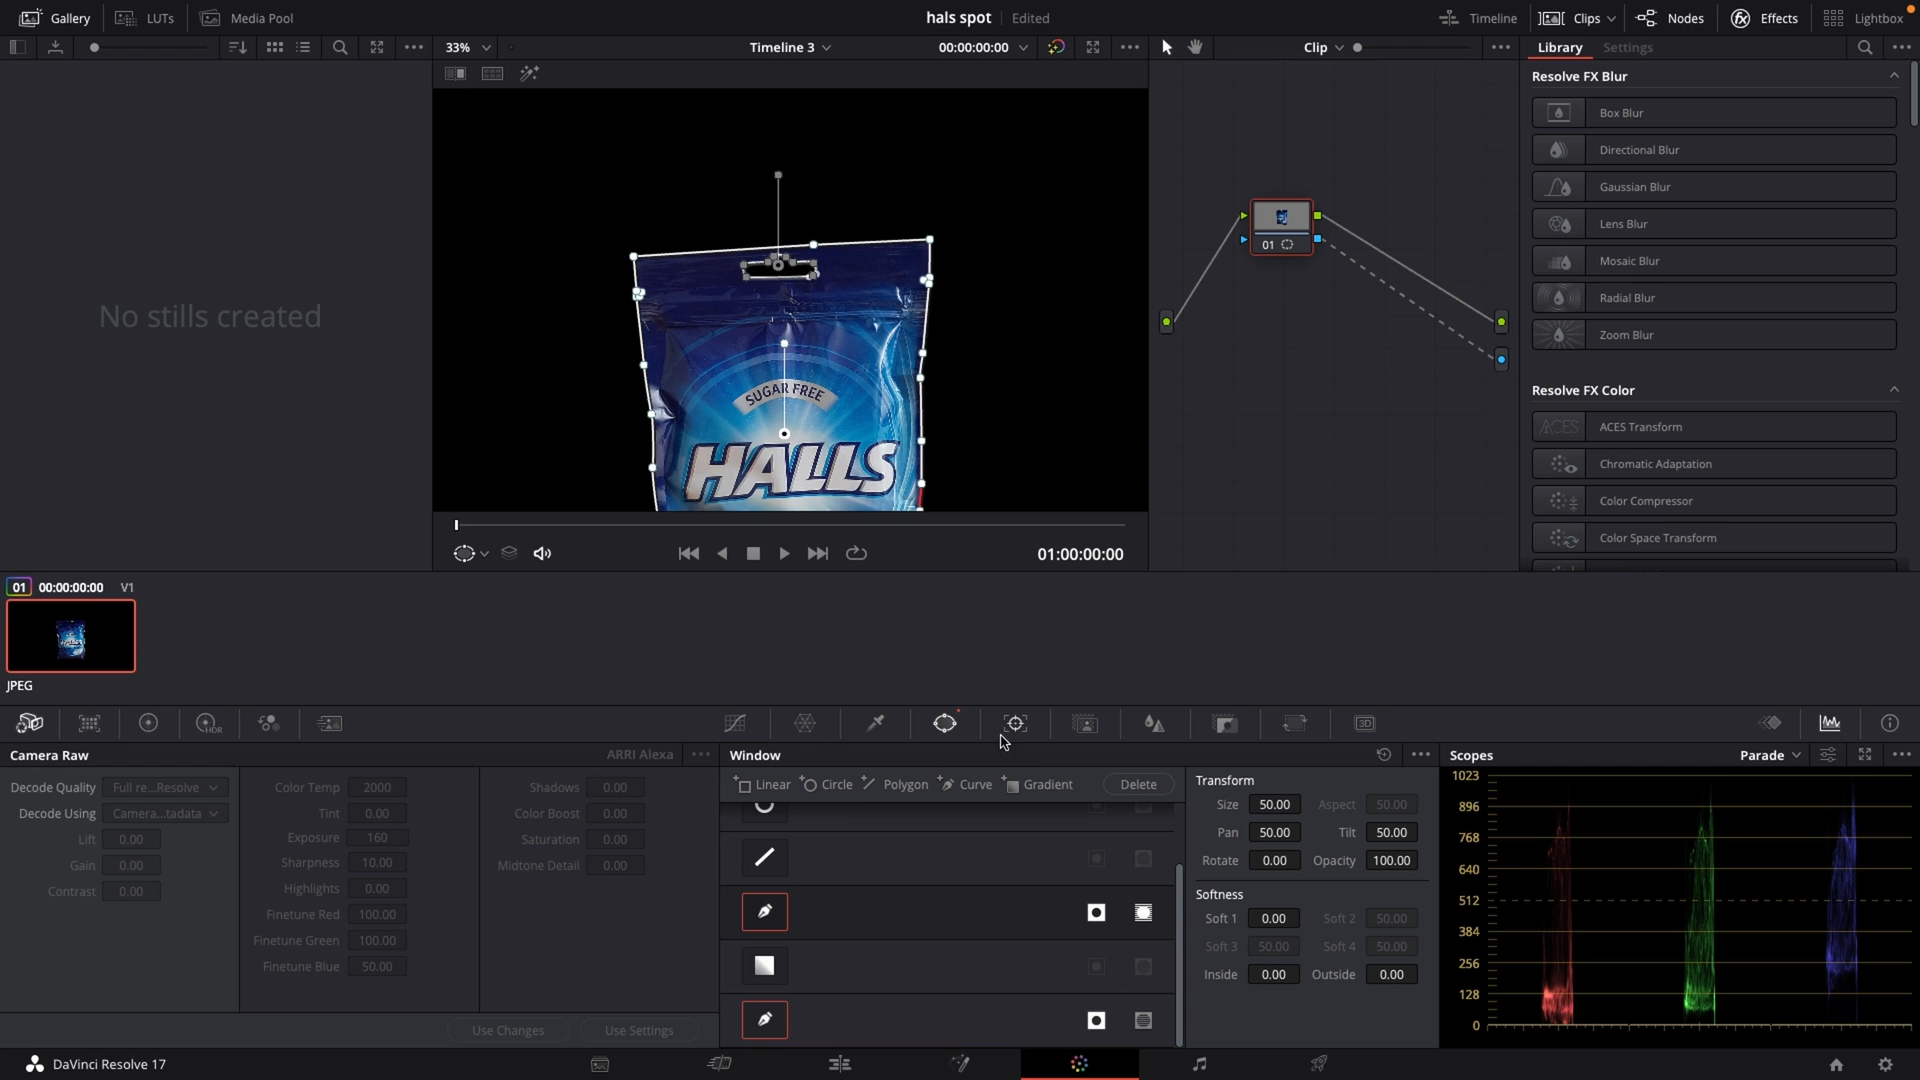 Gallery LUTs Media Pool hals spot Edited Timeline Clips Nodes Effects Lightbox
33% Timeline 3 00:00:00:00 Clip Library Settings
Resolve FX Blur
Box Blur
Directional Blur
Gaussian Blur
Lens Blur
Mosaic Blur
Radial Blur
Zoom Blur
Resolve FX Color
ACES ACES Transform
Chromatic Adaptation
Color Compressor
Color Space Transform
No stills created
SUGAR FREE
HALLS
01
01:00:00:00
01 00:00:00:00 V1
HALLS
JPEG
HDR
3D
Camera Raw ARRI Alexa
Decode Quality Full re...Resolve
Decode Using Camera...tadata
Lift 0.00
Gain 0.00
Contrast 0.00
Color Temp 2000
Tint 0.00
Exposure 160
Sharpness 10.00
Highlights 0.00
Finetune Red 100.00
Finetune Green 100.00
Finetune Blue 50.00
Shadows 0.00
Color Boost 0.00
Saturation 0.00
Midtone Detail 0.00
Use Changes Use Settings
Window
Linear Circle Polygon Curve Gradient Delete
Transform
Size 50.00 Aspect 50.00
Pan 50.00 Tilt 50.00
Rotate 0.00 Opacity 100.00
Softness
Soft 1 0.00 Soft 2 50.00
Soft 3 50.00 Soft 4 50.00
Inside 0.00 Outside 0.00
Scopes Parade
1023
896
768
640
512
384
256
128
0
DaVinci Resolve 17